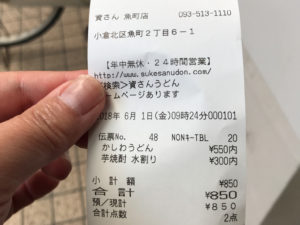 資さん 魚町店 093-513-1110
小倉北区魚町2丁目6-1
【年中無休・24時間営業】
http://www.sukesanudon.com/
<検索>資さんうどん
ホームページあります
2018年 6月 1日(金)09時24分000101
伝票No. 48 NONｷ-TBL 20
かしわうどん ¥550内
芋焼酎 水割り ¥300内
小 計 額 ¥850
合 計 ¥850
預/現計 ¥850
合計点数 2点